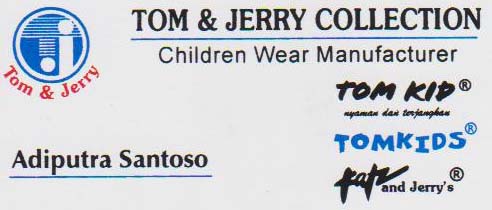 TOM & JERRY COLLECTION
Children Wear Manufacturer
Tom & Jerry
TOM KID®
nyaman dan terjangkau
TOMKIDS®
Adiputra Santoso
and Jerry's®